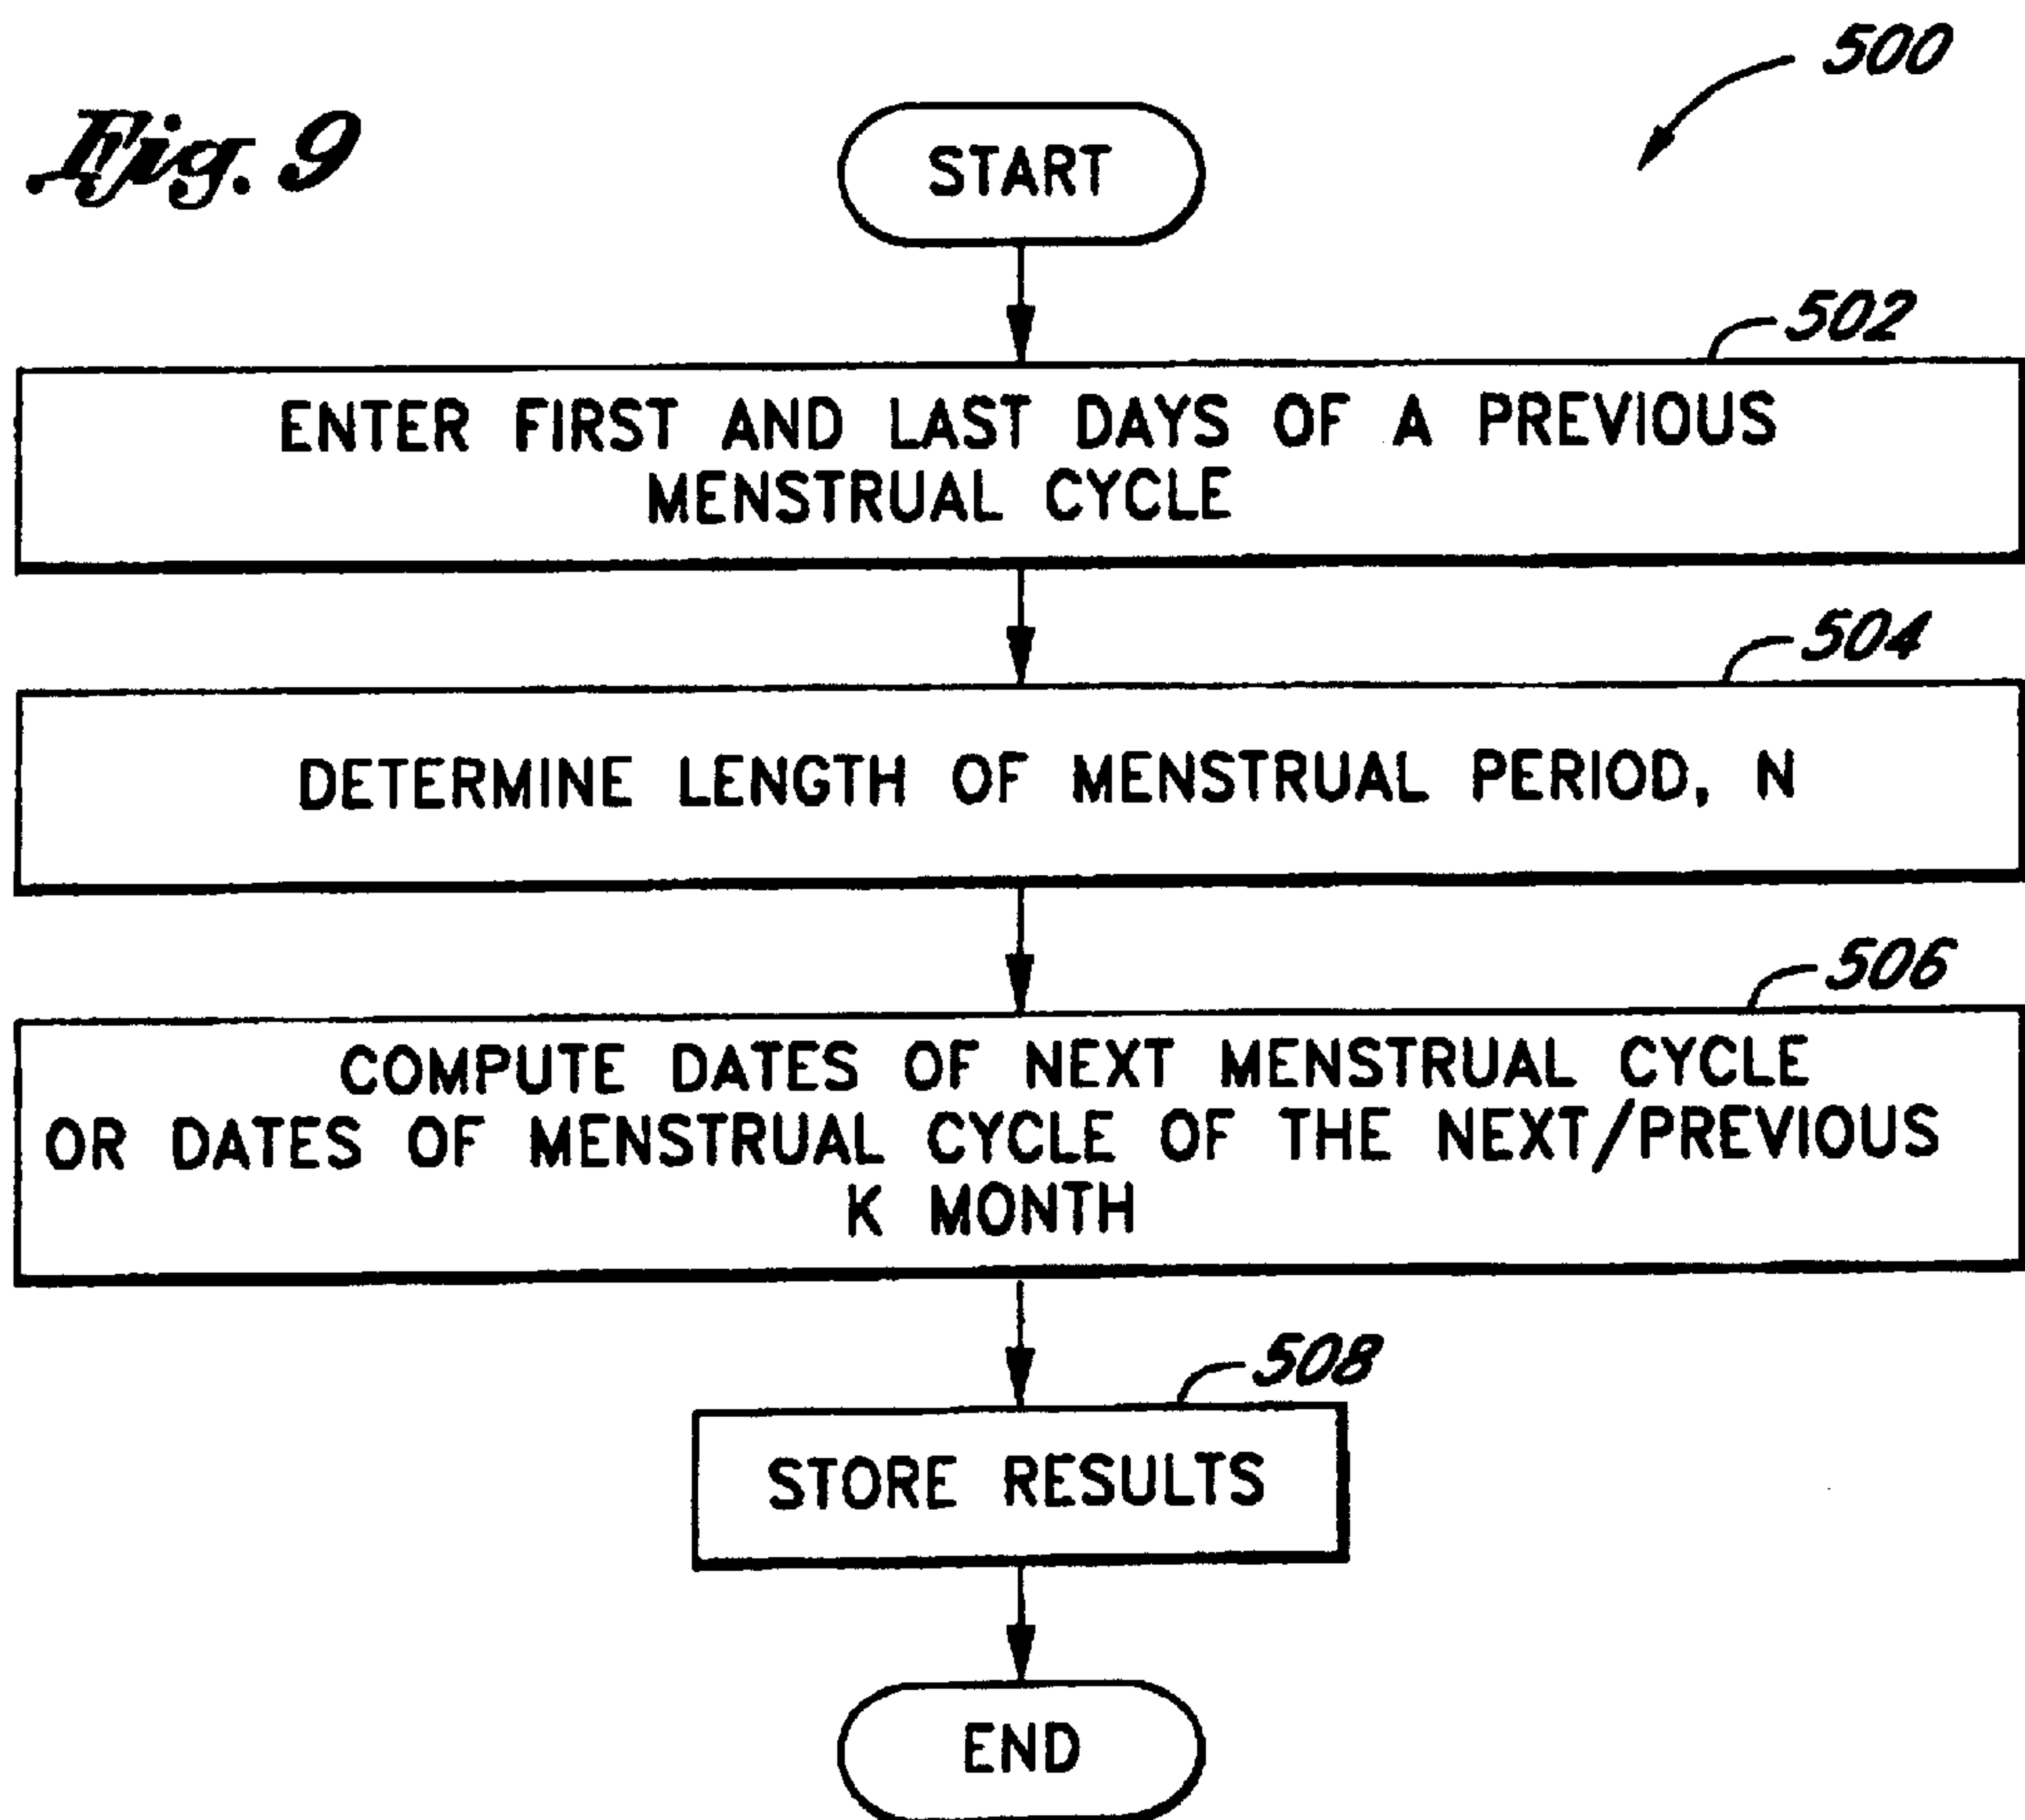 Fig. 9
500
START
502
ENTER FIRST AND LAST DAYS OF A PREVIOUS
MENSTRUAL CYCLE
504
DETERMINE LENGTH OF MENSTRUAL PERIOD, N
506
COMPUTE DATES OF NEXT MENSTRUAL CYCLE
OR DATES OF MENSTRUAL CYCLE OF THE NEXT/PREVIOUS
K MONTH
508
STORE RESULTS
END